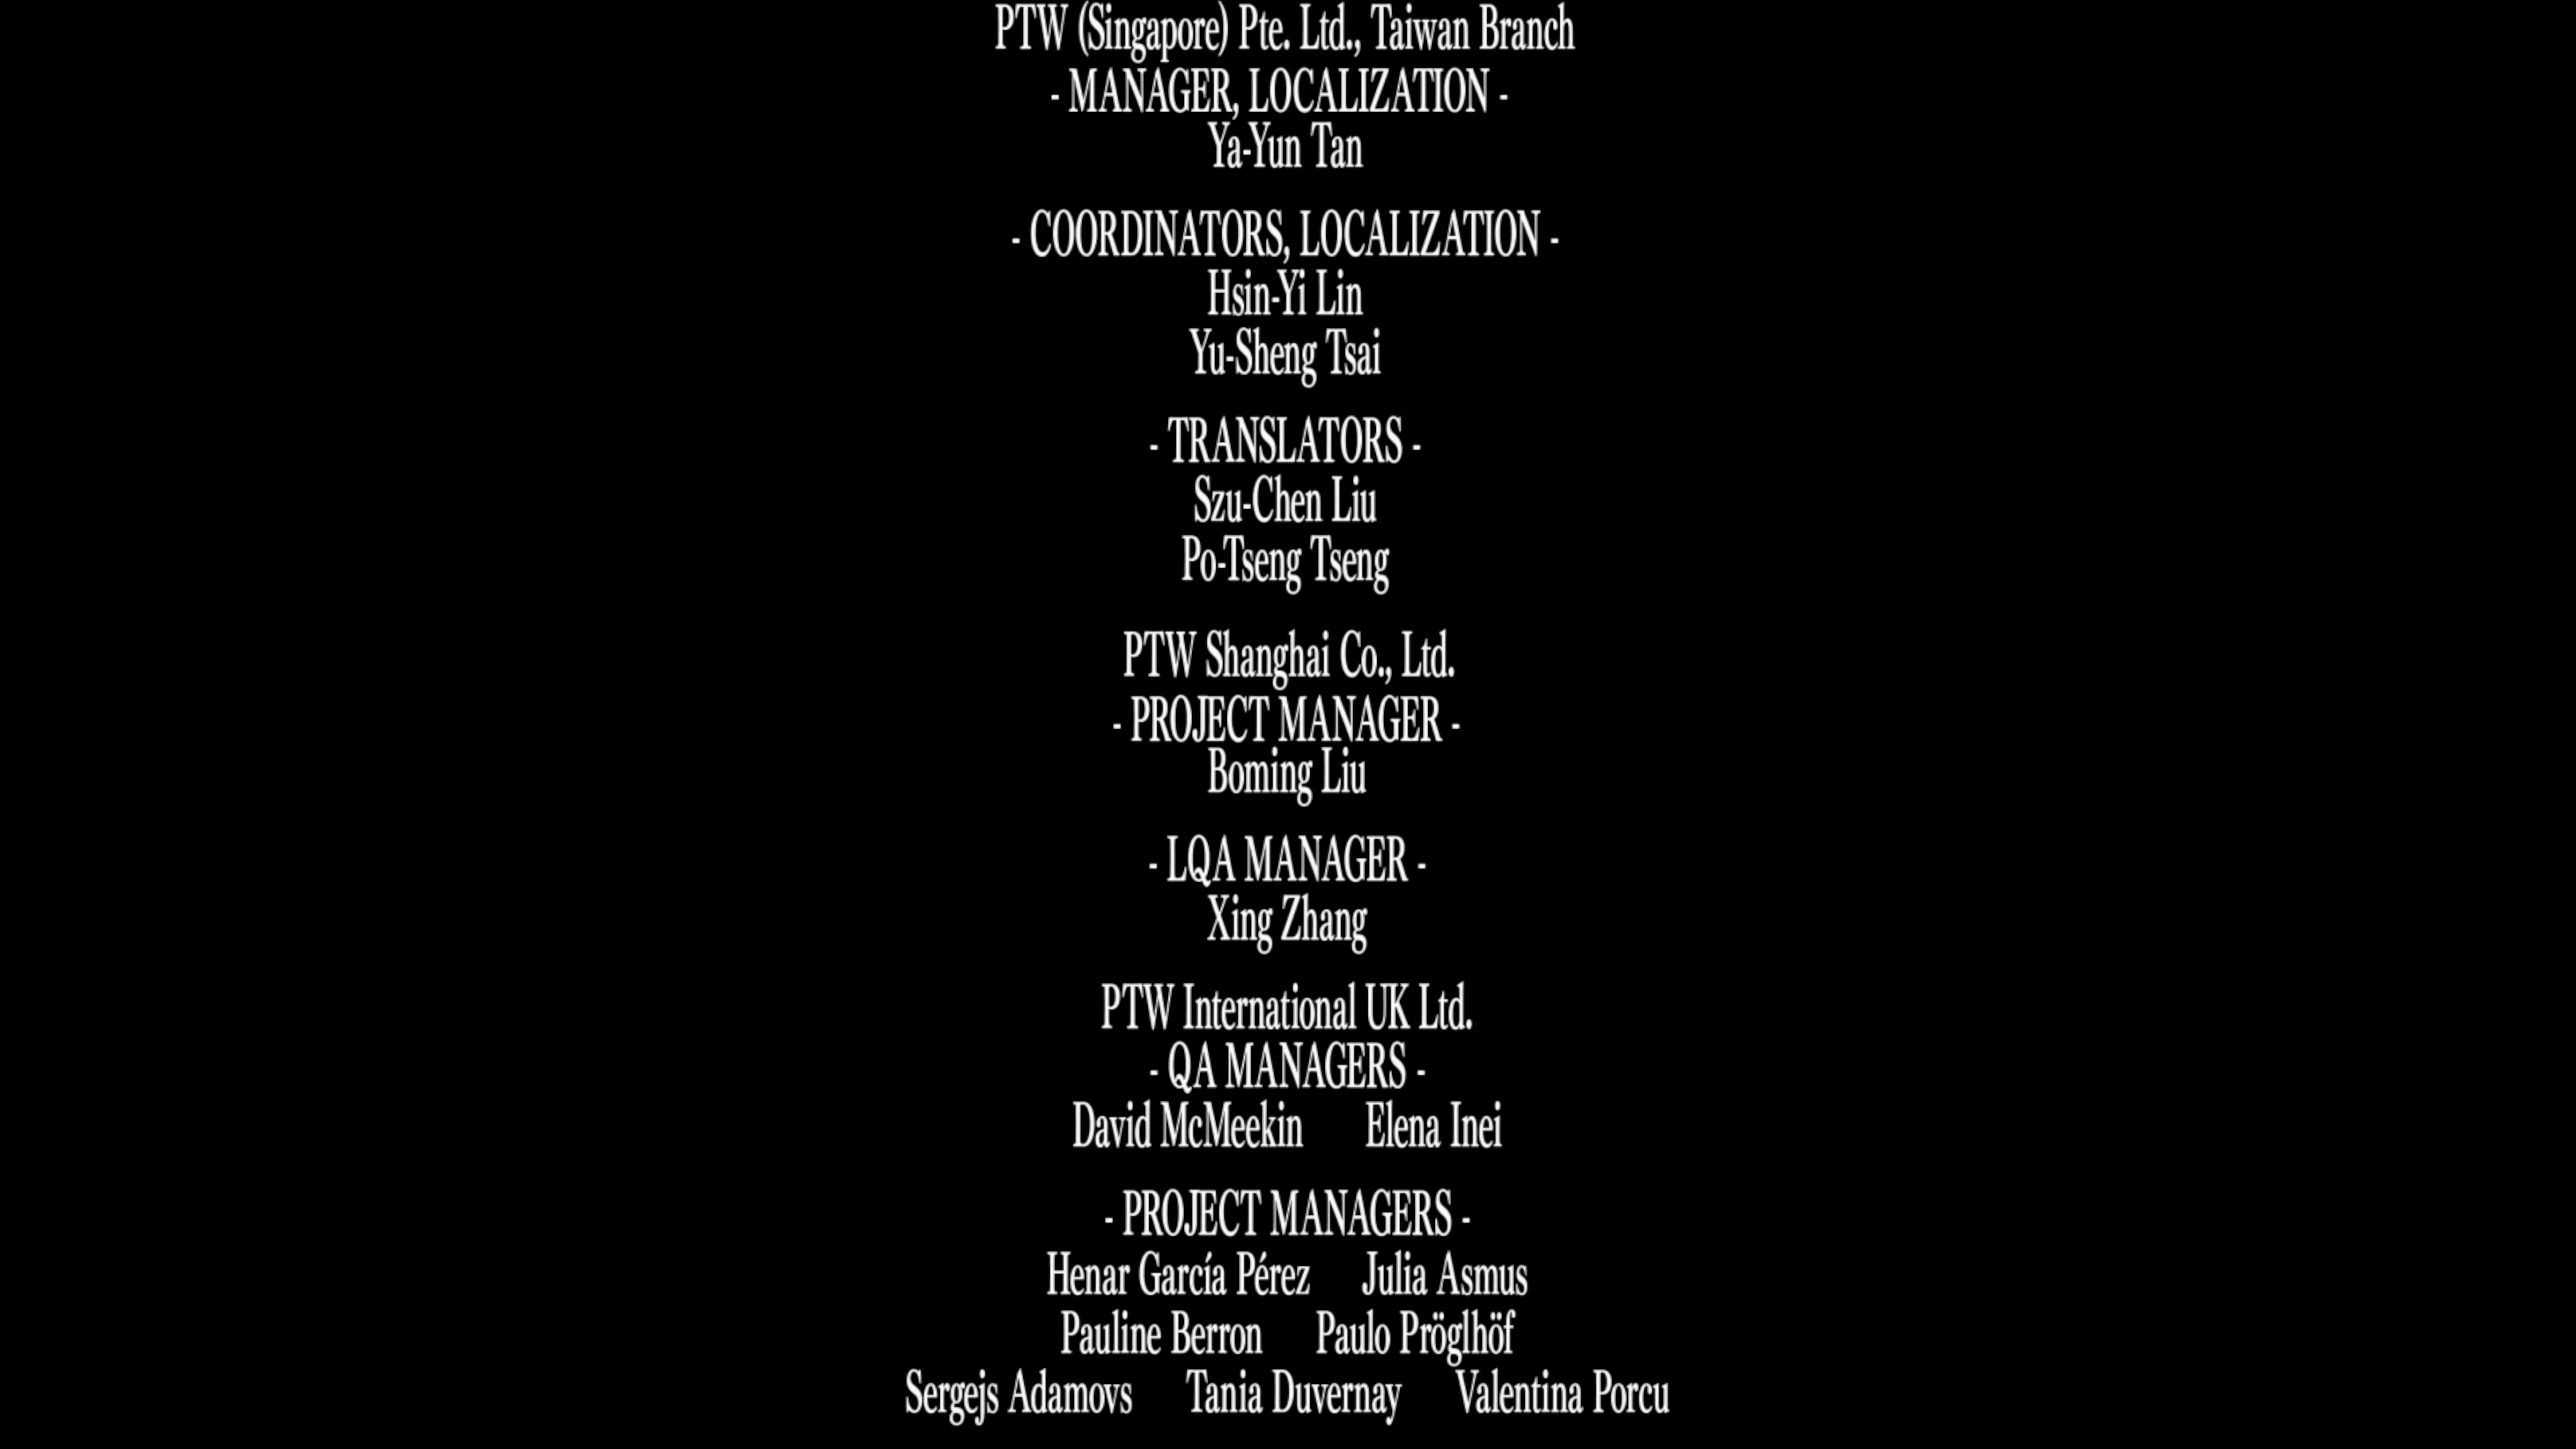 PTW (Singapore) Pte. Ltd., Taiwan Branch
- MANAGER, LOCALIZATION -
Ya-Yun Tan
- COORDINATORS, LOCALIZATION -
Hsin-Yi Lin
Yu-Sheng Tsai
- TRANSLATORS -
Szu-Chen Liu
Po-Tseng Tseng
PTW Shanghai Co., Ltd.
- PROJECT MANAGER -
Boming Liu
- LQA MANAGER -
Xing Zhang
PTW International UK Ltd.
- QA MANAGERS -
David McMeekin Elena Inei
- PROJECT MANAGERS -
Henar García Pérez Julia Asmus
Pauline Berron Paulo Pröglhöf
Sergejs Adamovs Tania Duvernay Valentina Porcu